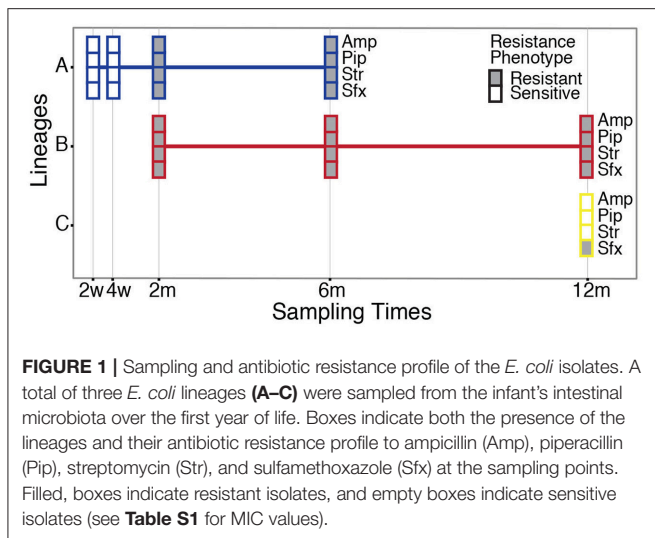 Amp
Pip
Str
Sfx
Resistance
Phenotype
Resistant
Sensitive
A
B
C
Amp
Pip
Str
Sfx
Amp
Pip
Str
Sfx
Lineages
2w 4w 2m 6m 12m
Sampling Times
FIGURE 1 | Sampling and antibiotic resistance profile of the E. coli isolates. A
total of three E. coli lineages (A–C) were sampled from the infant's intestinal
microbiota over the first year of life. Boxes indicate both the presence of the
lineages and their antibiotic resistance profile to ampicillin (Amp), piperacillin
(Pip), streptomycin (Str), and sulfamethoxazole (Sfx) at the sampling points.
Filled, boxes indicate resistant isolates, and empty boxes indicate sensitive
isolates (see Table S1 for MIC values).